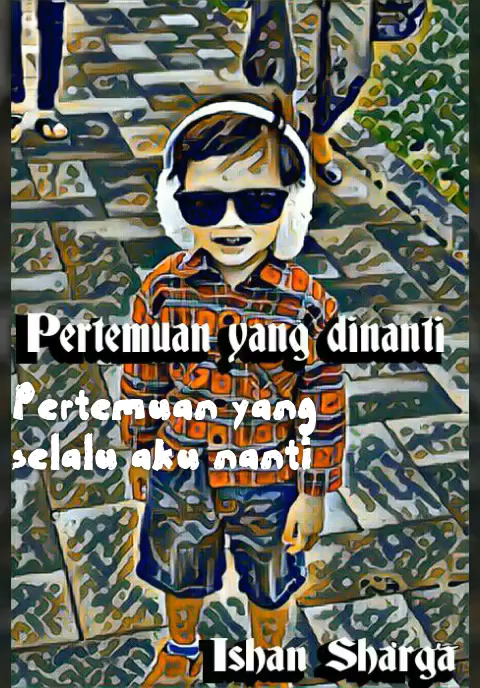 Pertemuan yang dinanti
Pertemuan yang
selalu aku nanti
Ishan Sharga